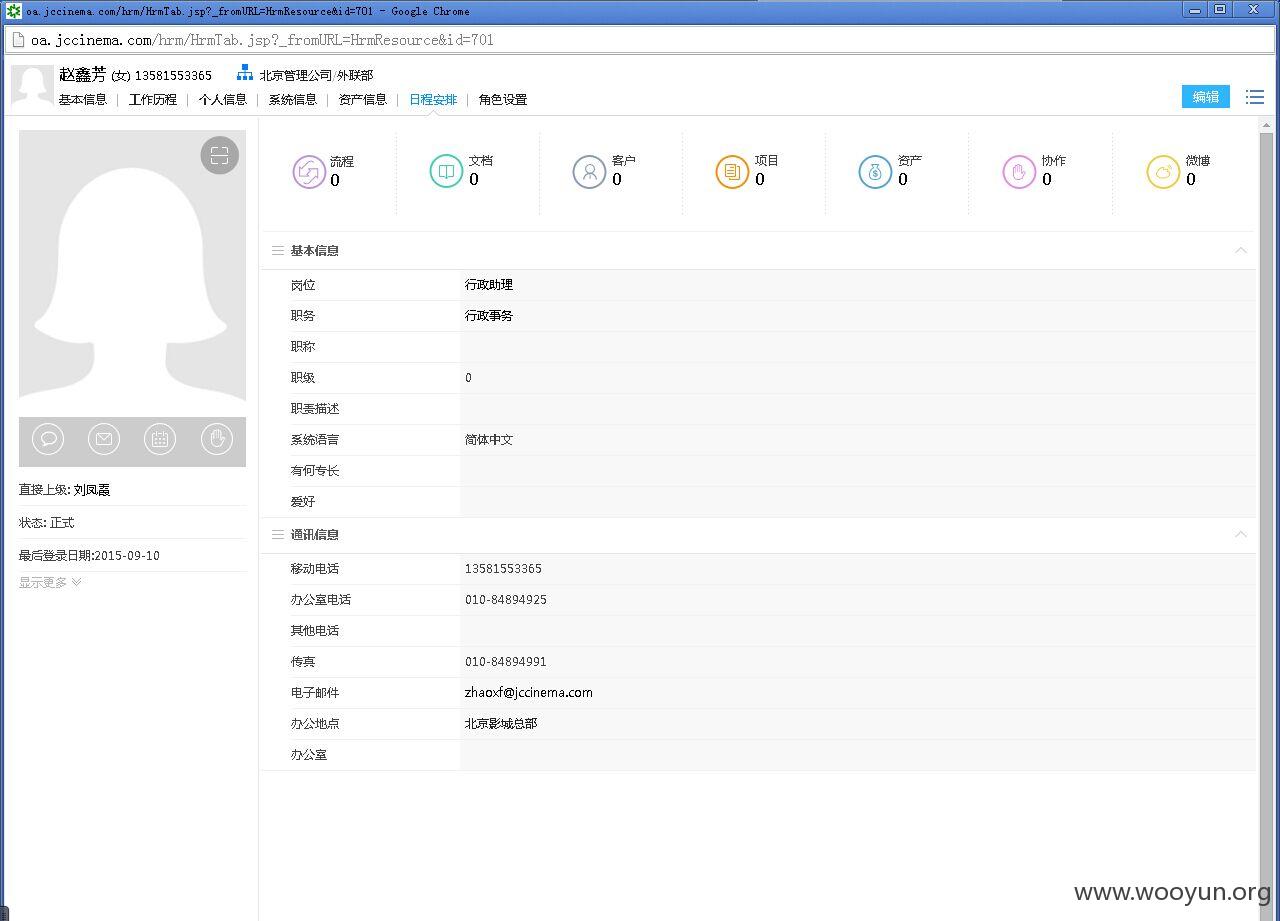 oa.jccinema.com/hrm/HrmTab.jsp?_fromURL=HrmResource&id=701 - Google Chrome
oa.jccinema.com/hrm/HrmTab.jsp?_fromURL=HrmResource&id=701
赵鑫芳 (女) 13581553365 北京管理公司/外联部
基本信息 | 工作历程 | 个人信息 | 系统信息 | 资产信息 | 日程安排 | 角色设置
编辑
流程 0
文档 0
客户 0
项目 0
资产 0
协作 0
微博 0
直接上级: 刘凤霞
状态: 正式
最后登录日期:2015-09-10
显示更多
基本信息
岗位 行政助理
职务 行政事务
职称
职级 0
职责描述
系统语言 简体中文
有何专长
爱好
通讯信息
移动电话 13581553365
办公室电话 010-84894925
其他电话
传真 010-84894991
电子邮件 zhaoxf@jccinema.com
办公地点 北京影城总部
办公室
www.wooyun.org